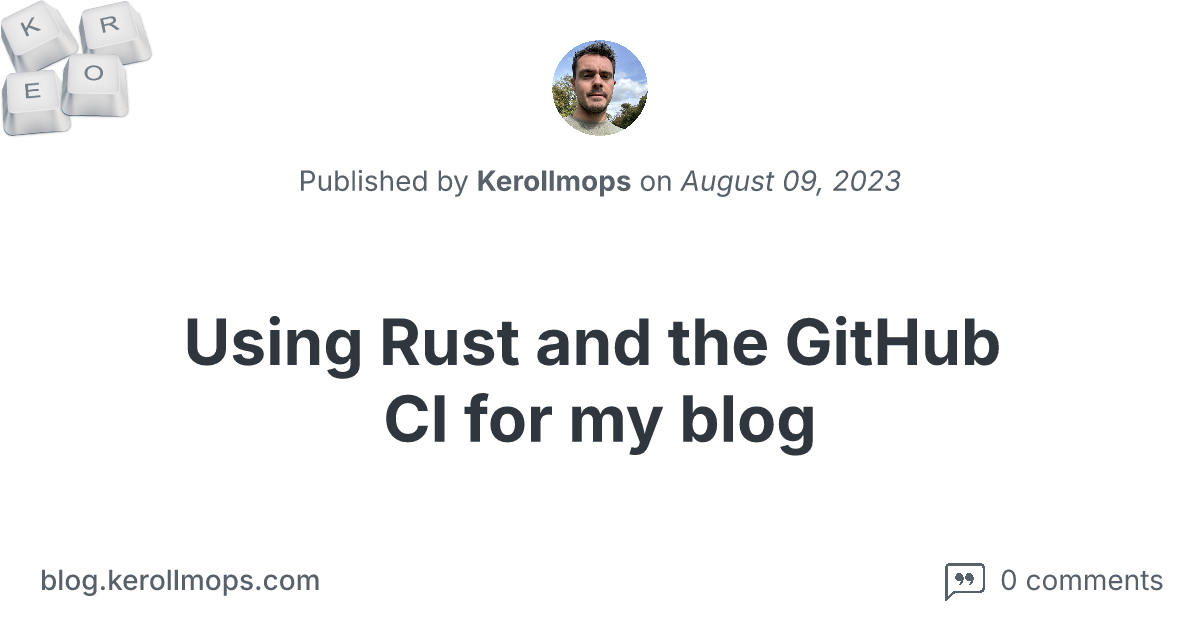 K R
E O
Published by Kerollmops on August 09, 2023
Using Rust and the GitHub
CI for my blog
blog.kerollmops.com
0 comments